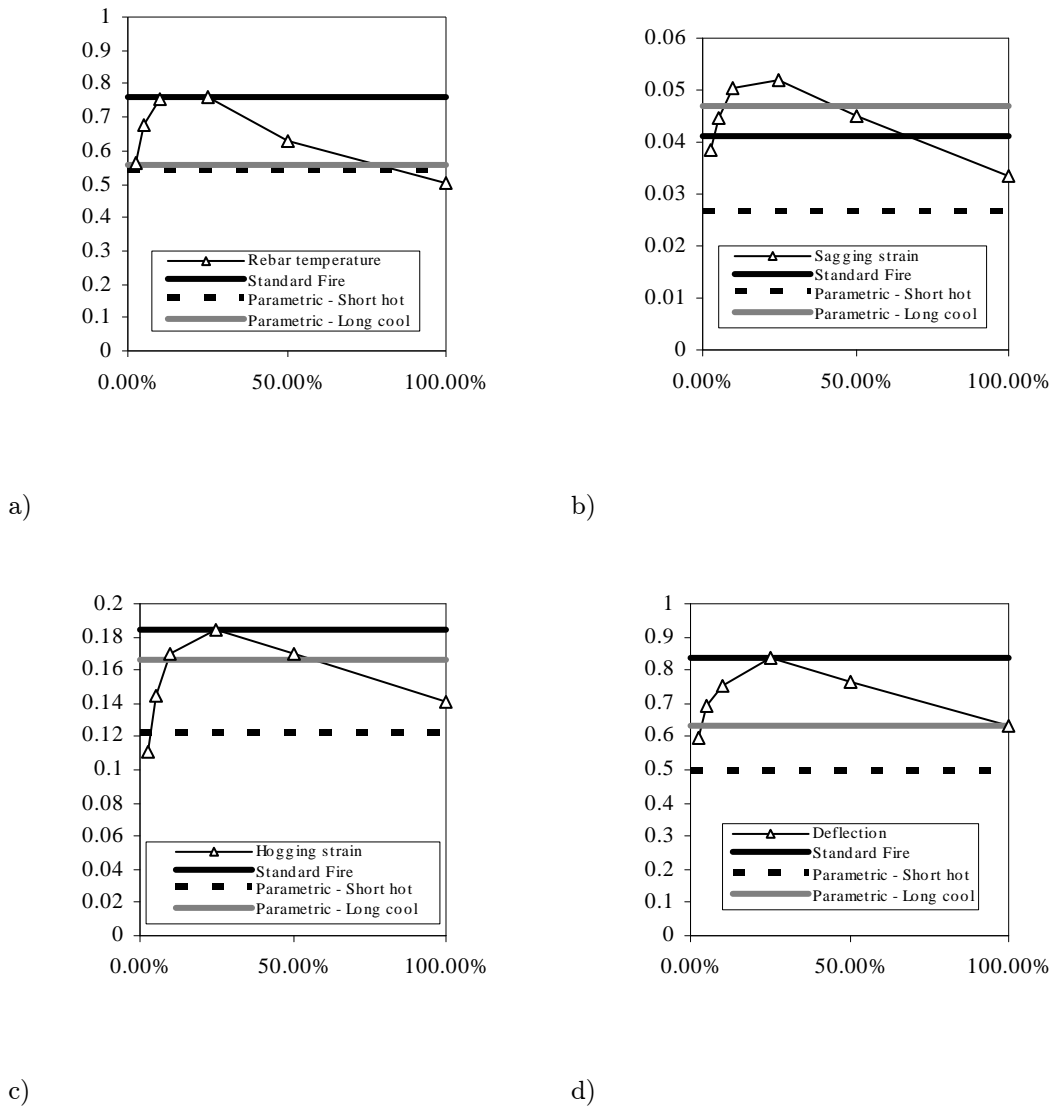 1
0.9
0.8
0.7
0.6
0.5
0.4
0.3
0.2
0.1
0
Rebar temperature
Standard Fire
Parametric - Short hot
Parametric - Long cool
0.00% 50.00% 100.00%
a)
0.06
0.05
0.04
0.03
0.02
0.01
0
Sagging strain
Standard Fire
Parametric - Short hot
Parametric - Long cool
0.00% 50.00% 100.00%
b)
0.2
0.18
0.16
0.14
0.12
0.1
0.08
0.06
0.04
0.02
0
Hogging strain
Standard Fire
Parametric - Short hot
Parametric - Long cool
0.00% 50.00% 100.00%
c)
1
0.9
0.8
0.7
0.6
0.5
0.4
0.3
0.2
0.1
0
Deflection
Standard Fire
Parametric - Short hot
Parametric - Long cool
0.00% 50.00% 100.00%
d)